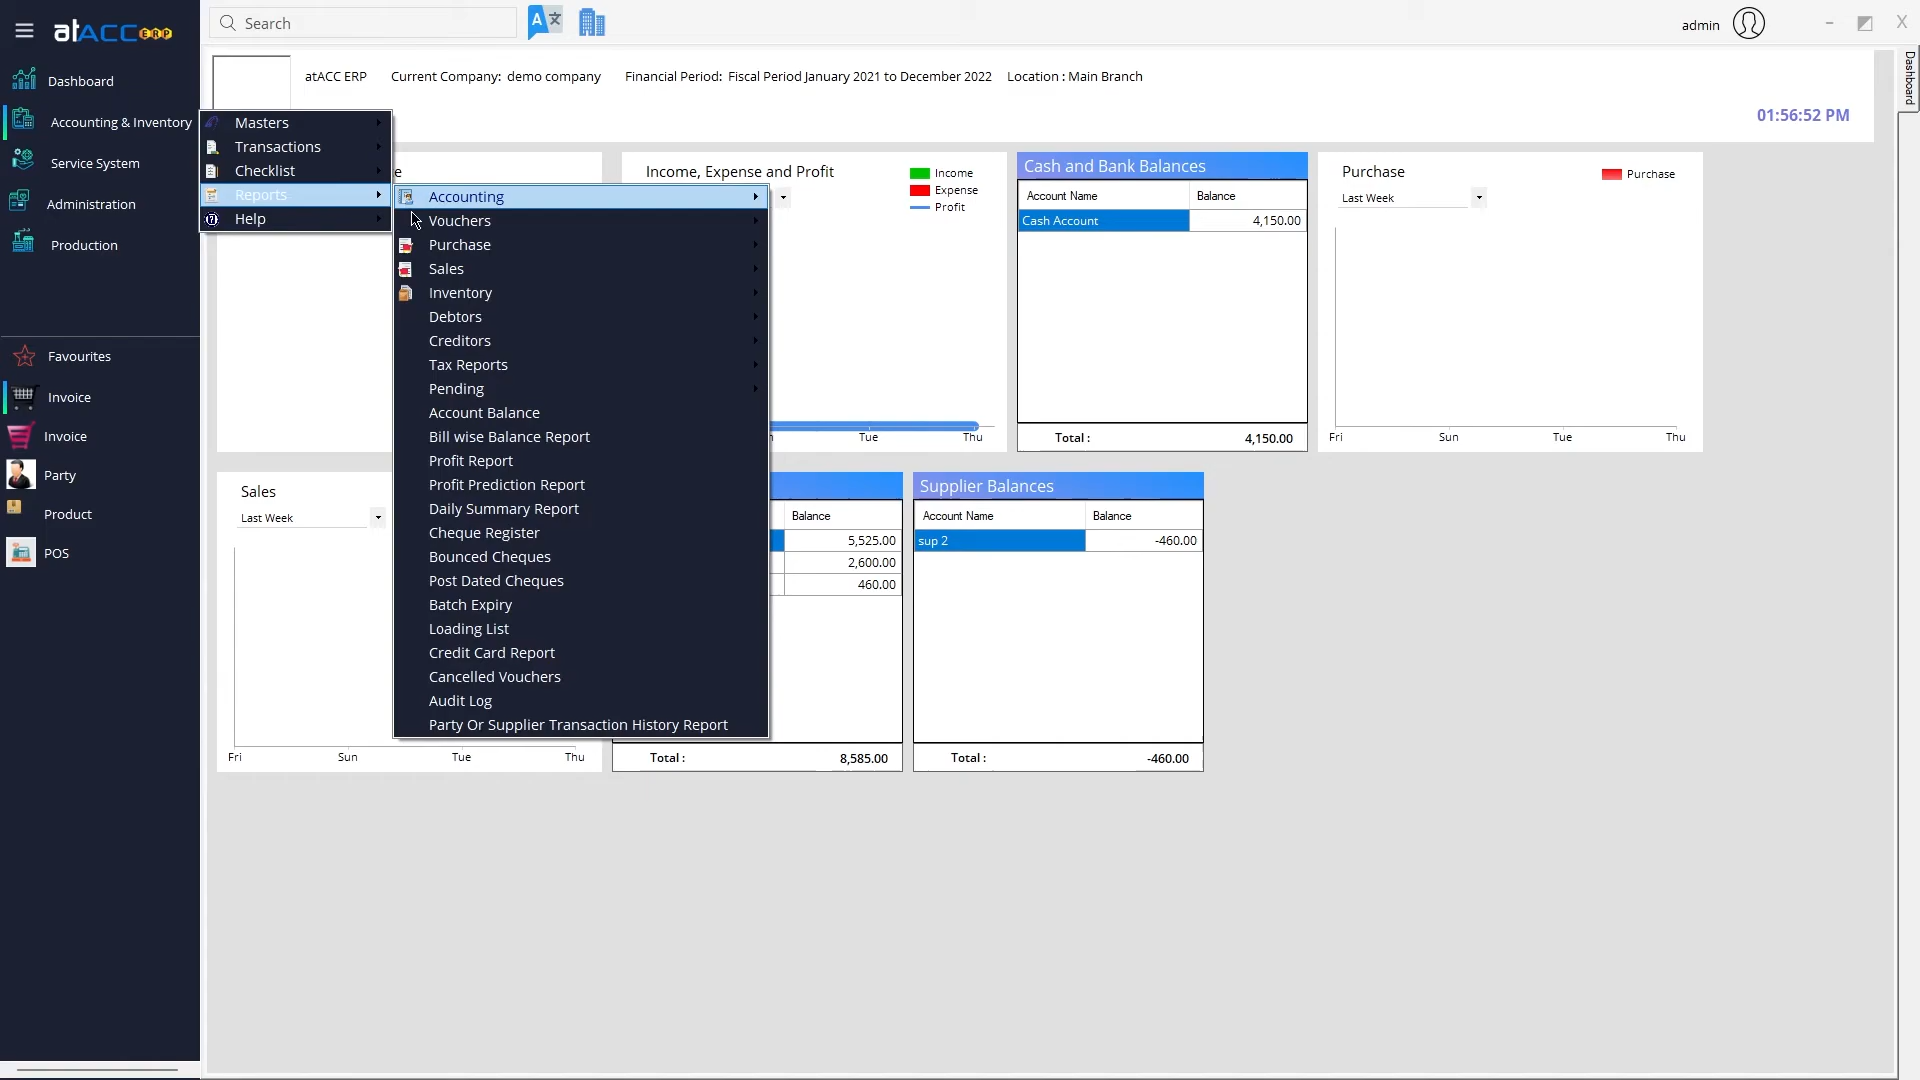 atACC ERP
Search
A
admin
X
Dashboard
Accounting & Inventory
Service System
Administration
Production
Favourites
Invoice
Invoice
Party
Product
POS
atACC ERP
Current Company: demo company
Financial Period: Fiscal Period January 2021 to December 2022
Location : Main Branch
01:56:52 PM
Dashboard
Masters
Transactions
Checklist
Reports
Help
Accounting
Vouchers
Purchase
Sales
Inventory
Debtors
Creditors
Tax Reports
Pending
Account Balance
Bill wise Balance Report
Profit Report
Profit Prediction Report
Daily Summary Report
Cheque Register
Bounced Cheques
Post Dated Cheques
Batch Expiry
Loading List
Credit Card Report
Cancelled Vouchers
Audit Log
Party Or Supplier Transaction History Report
Income, Expense and Profit
Income
Expense
Profit
Tue
Thu
Cash and Bank Balances
Account Name Balance
Cash Account 4,150.00
Total : 4,150.00
Purchase
Purchase
Last Week
Fri Sun Tue Thu
Sales
Last Week
Fri Sun Tue Thu
Balance
5,525.00
2,600.00
460.00
Total : 8,585.00
Supplier Balances
Account Name Balance
sup 2 -460.00
Total : -460.00